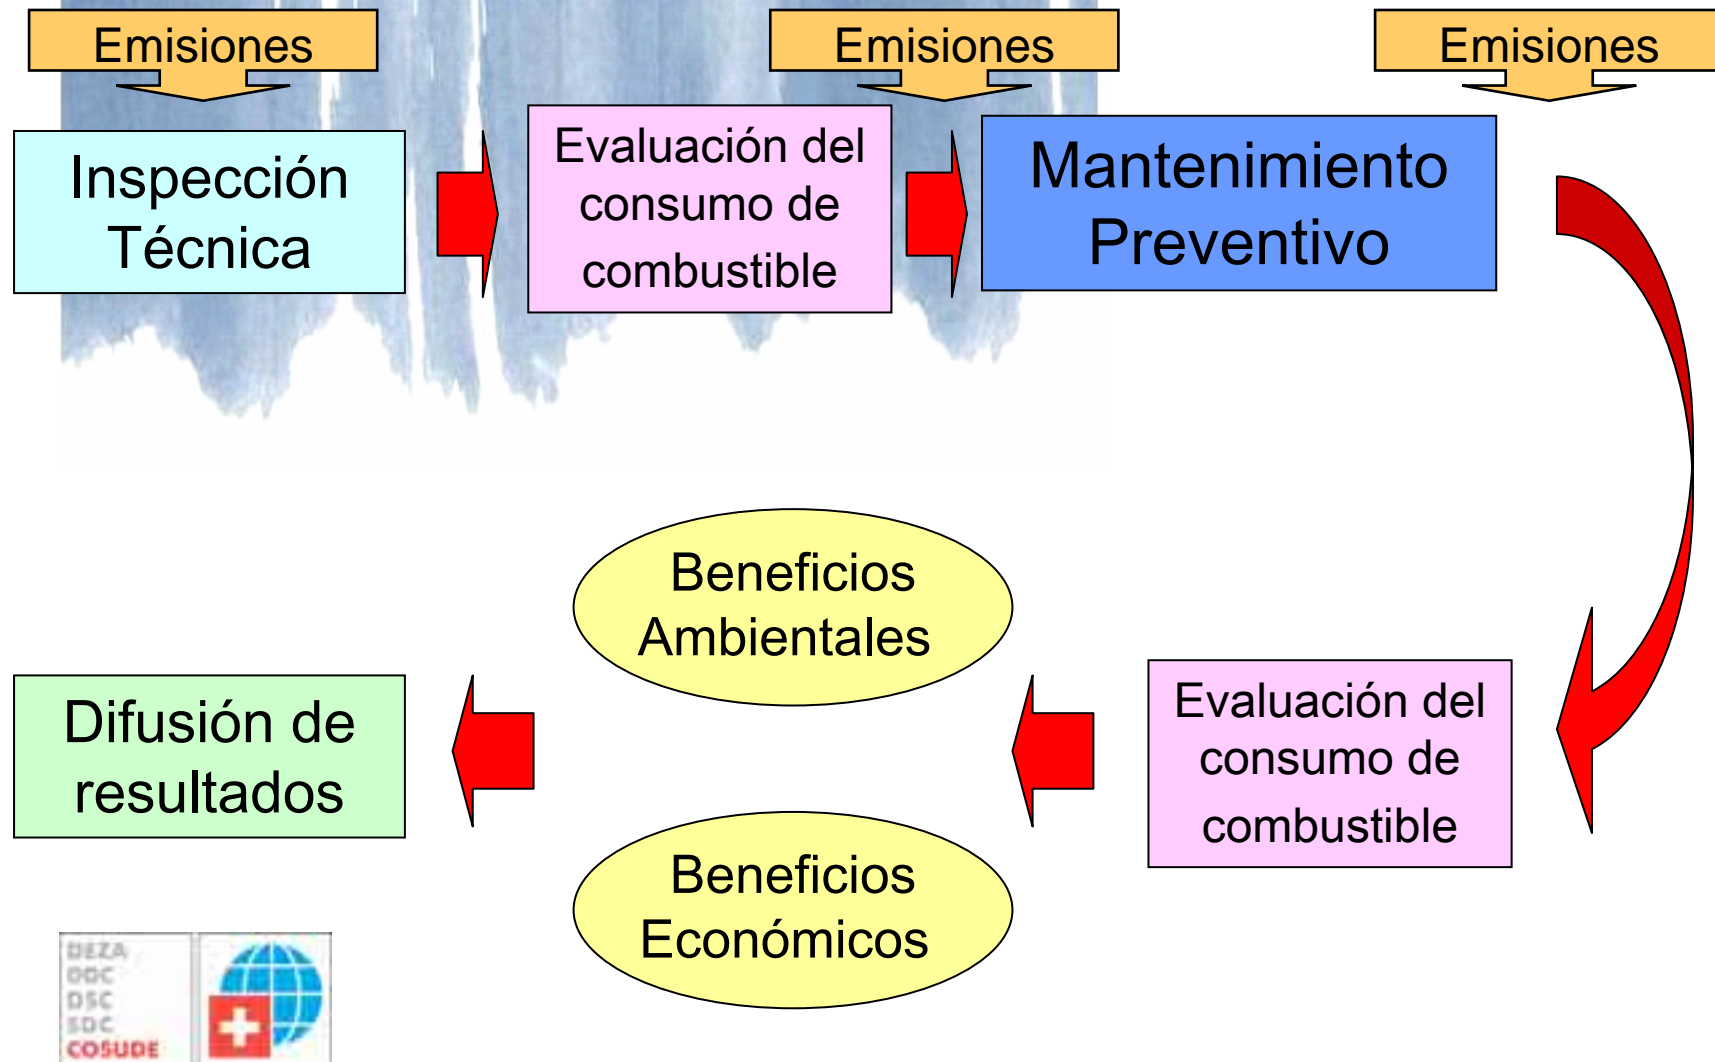 Emisiones
Emisiones
Emisiones
Inspección
Técnica
Evaluación del
consumo de
combustible
Mantenimiento
Preventivo
Beneficios
Ambientales
Evaluación del
consumo de
combustible
Difusión de
resultados
Beneficios
Económicos
DEZA
DDC
DSC
SDC
COSUDE